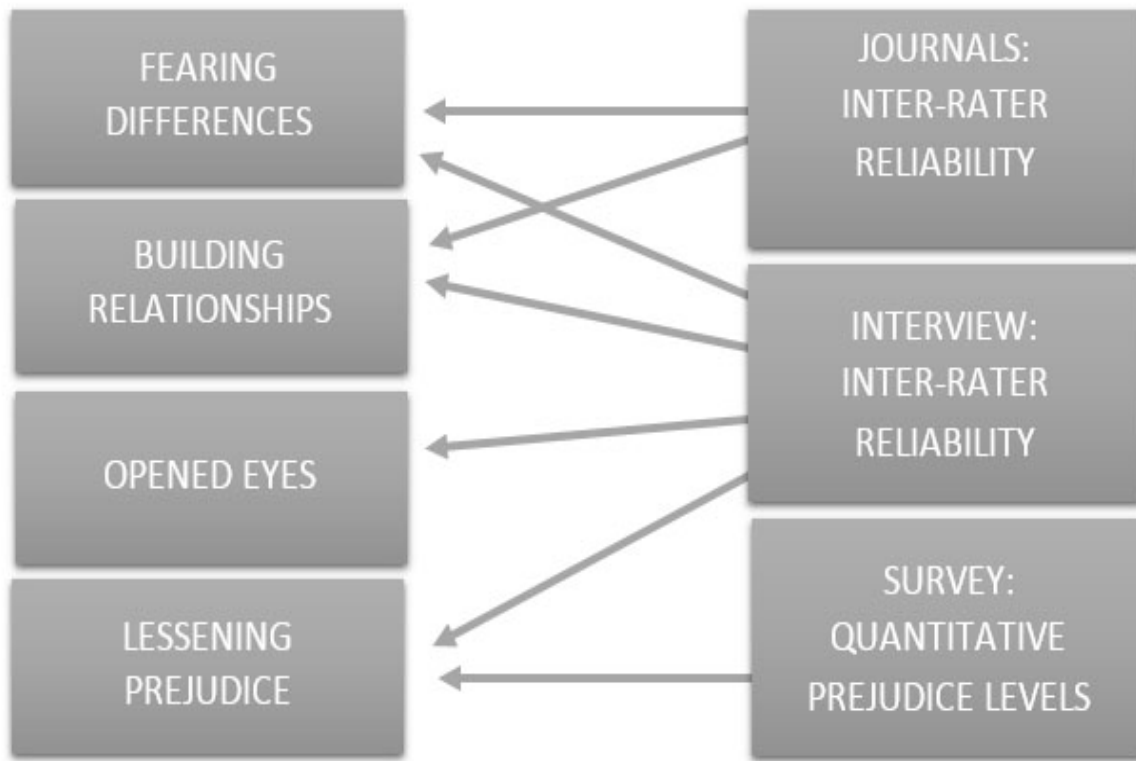 FEARING
DIFFERENCES
BUILDING
RELATIONSHIPS
OPENED EYES
LESSENING
PREJUDICE
JOURNALS:
INTER-RATER
RELIABILITY
INTERVIEW:
INTER-RATER
RELIABILITY
SURVEY:
QUANTITATIVE
PREJUDICE LEVELS